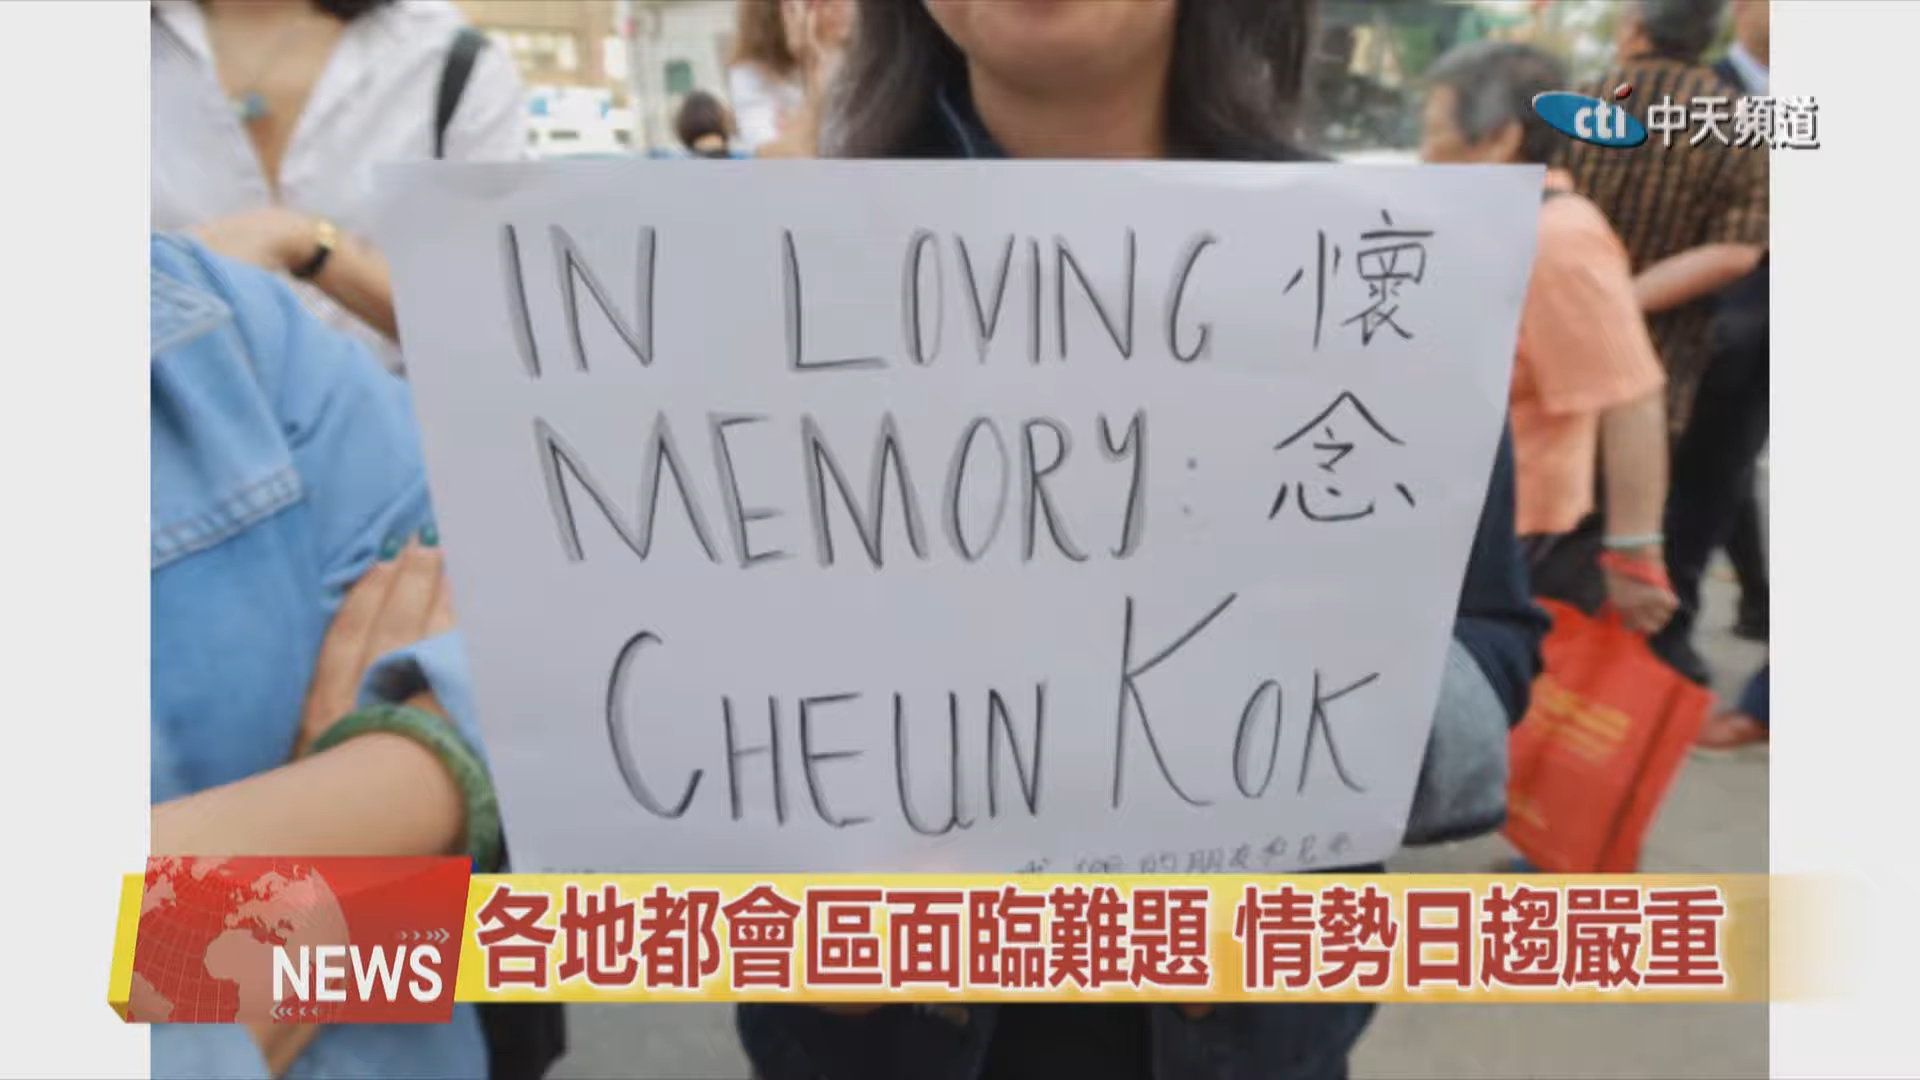 cti 中天頻道
IN LOVING 懷
MEMORY: 念
CHEUN KOK
NEWS
各地都會區面臨難題 情勢日趨嚴重